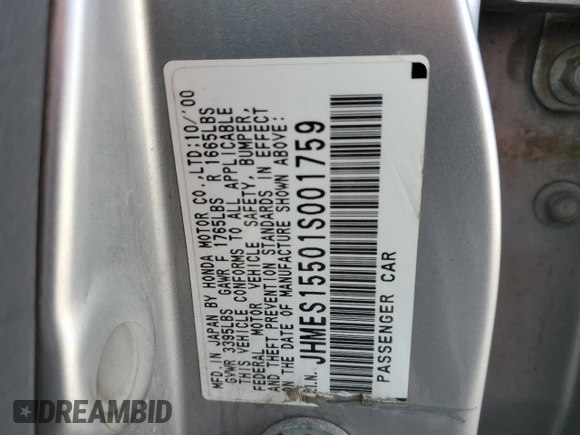 MFD. IN JAPAN BY HONDA MOTOR CO.,LTD:10/'00
GVWR 3395LBS GAWR F 1765LBS R 1665LBS
THIS VEHICLE CONFORMS TO ALL APPLICABLE
FEDERAL MOTOR VEHICLE SAFETY, BUMPER,
AND THEFT PREVENTION STANDARDS IN EFFECT
ON THE DATE OF MANUFACTURE SHOWN ABOVE:
V.I.N. JHMES15501S001759
PASSENGER CAR
DREAMBID